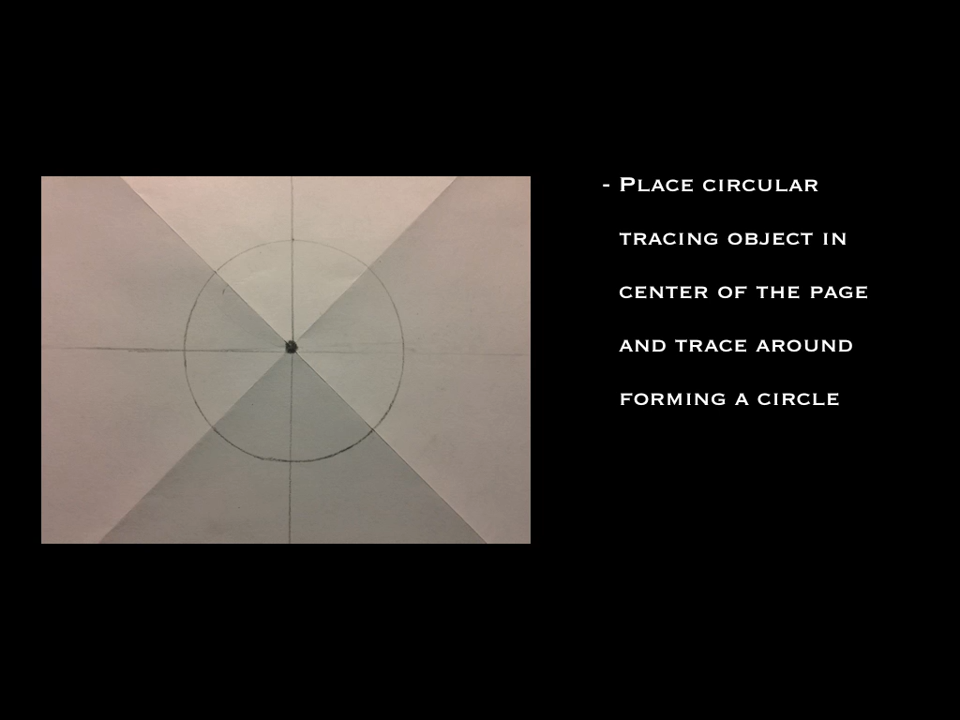 - Place circular
tracing object in
center of the page
and trace around
forming a circle